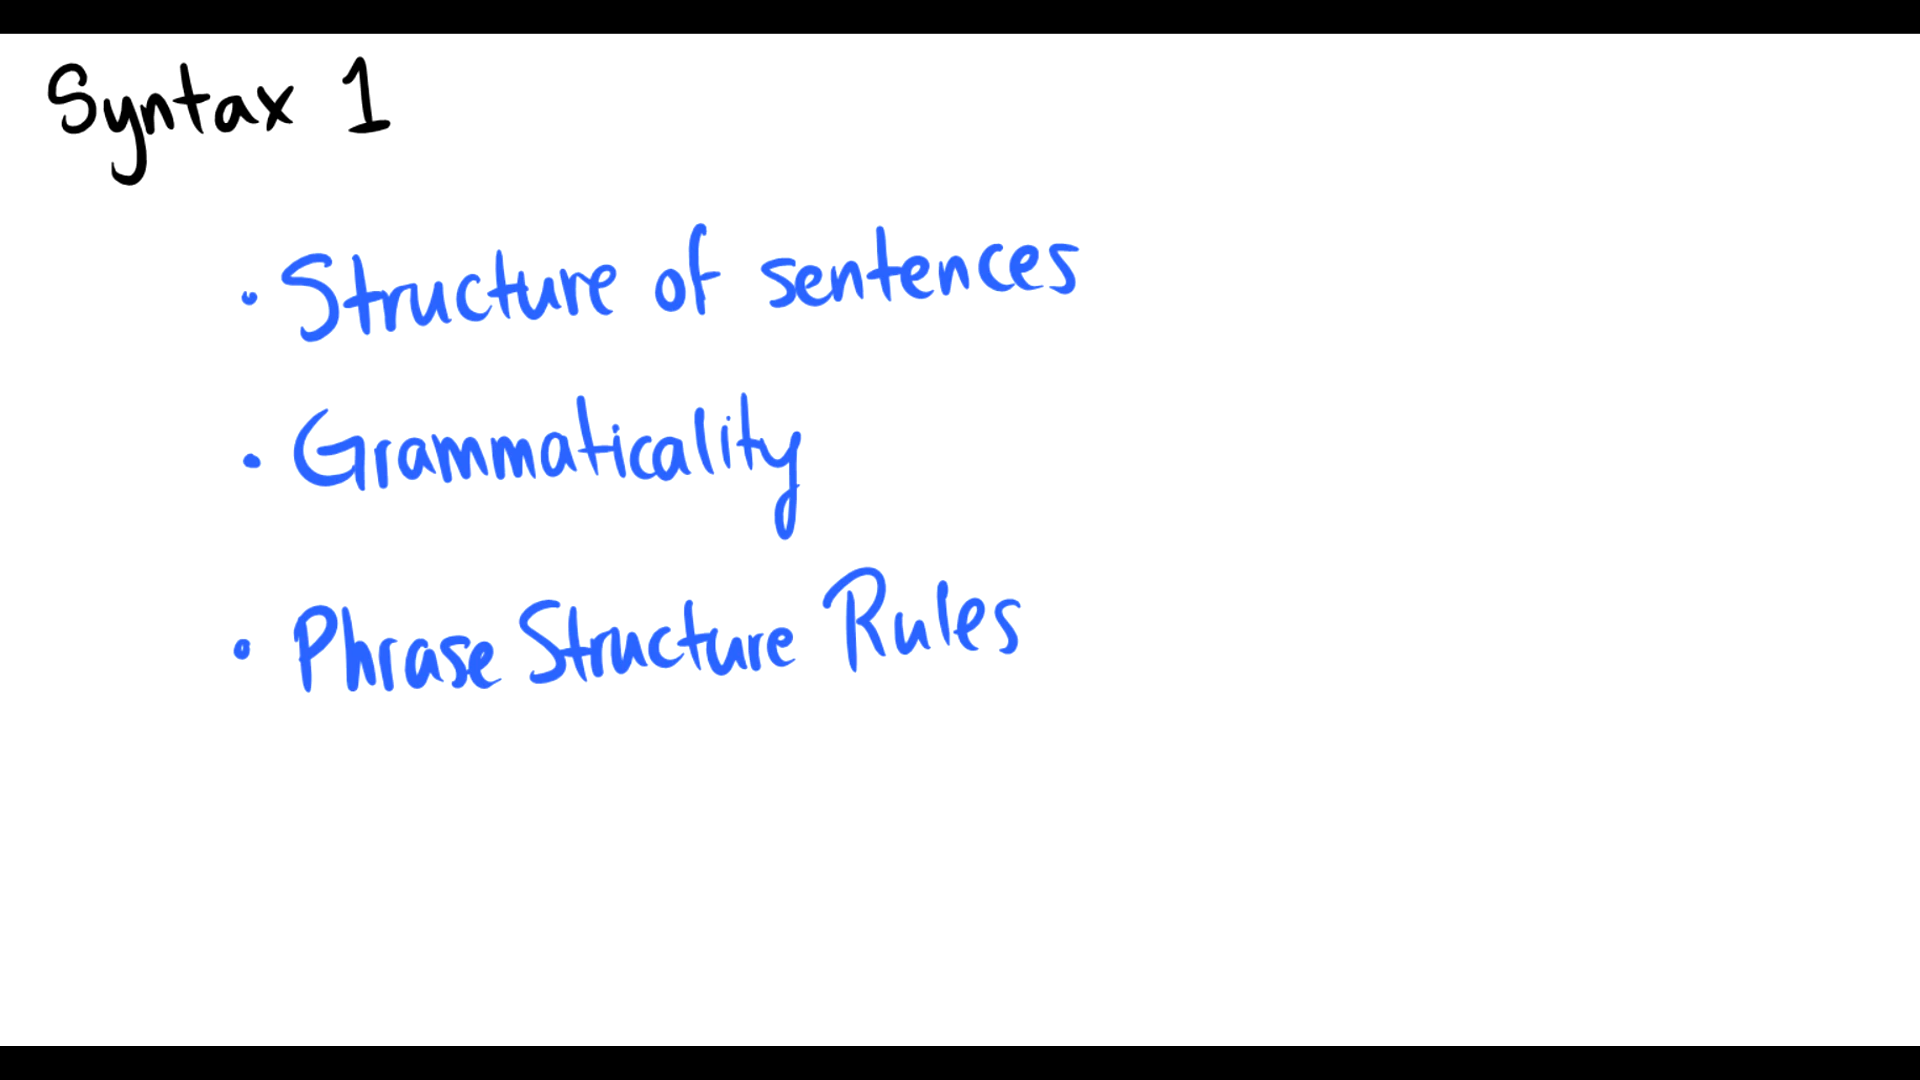 Syntax 1
• Structure of sentences
• Grammaticality
• Phrase Structure Rules